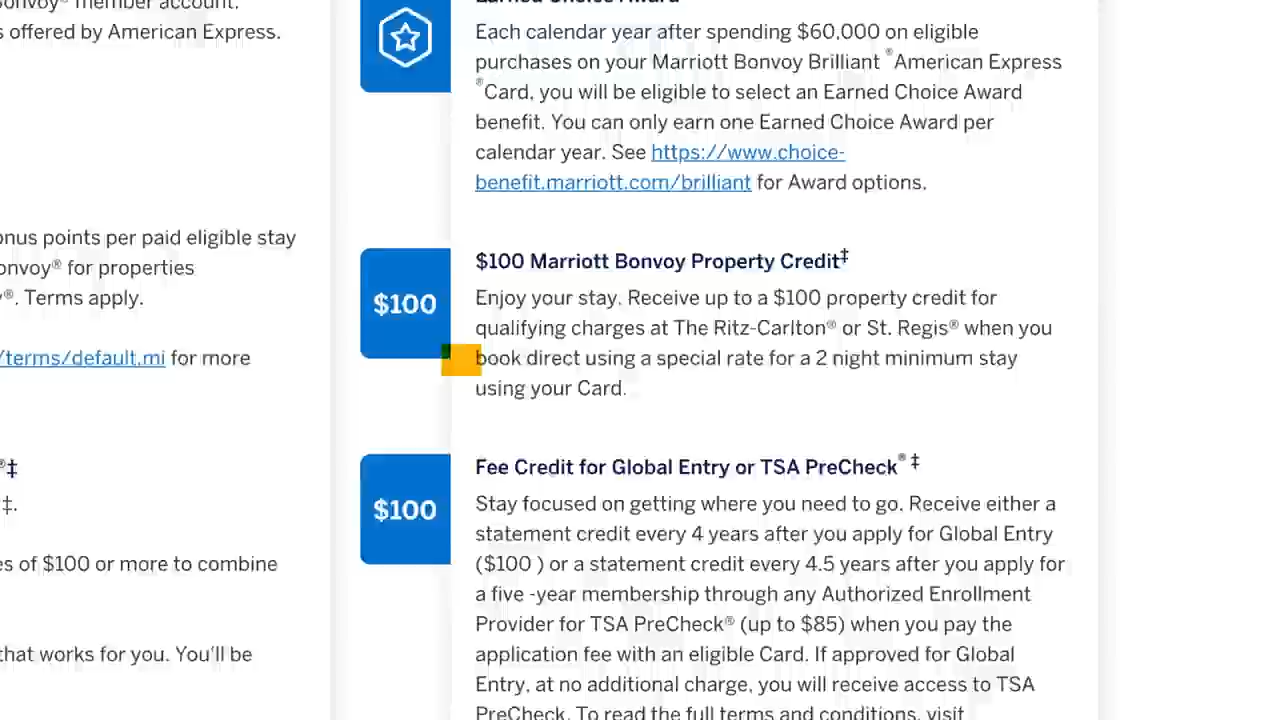 Bonvoy® member account.
s offered by American Express.
onus points per paid eligible stay
onvoy® for properties
®. Terms apply.
/terms/default.mi for more
®‡
‡.
es of $100 or more to combine
that works for you. You'll be
Earned Choice Award
Each calendar year after spending $60,000 on eligible
purchases on your Marriott Bonvoy Brilliant ®American Express
®Card, you will be eligible to select an Earned Choice Award
benefit. You can only earn one Earned Choice Award per
calendar year. See https://www.choice-
benefit.marriott.com/brilliant for Award options.
$100
$100 Marriott Bonvoy Property Credit‡
Enjoy your stay. Receive up to a $100 property credit for
qualifying charges at The Ritz-Carlton® or St. Regis® when you
book direct using a special rate for a 2 night minimum stay
using your Card.
$100
Fee Credit for Global Entry or TSA PreCheck® ‡
Stay focused on getting where you need to go. Receive either a
statement credit every 4 years after you apply for Global Entry
($100 ) or a statement credit every 4.5 years after you apply for
a five -year membership through any Authorized Enrollment
Provider for TSA PreCheck® (up to $85) when you pay the
application fee with an eligible Card. If approved for Global
Entry, at no additional charge, you will receive access to TSA
PreCheck. To read the full terms and conditions, visit